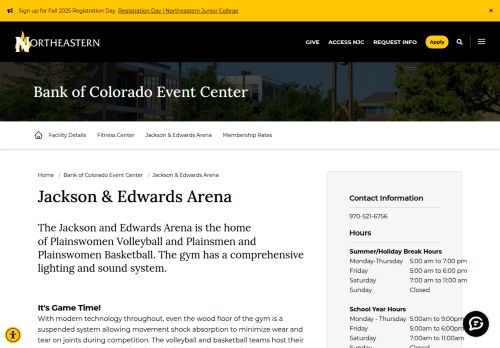 Sign up for Fall 2025 Registration Day Registration Day | Northeastern Junior College ×
NORTHEASTERN
GIVE ACCESS NJC REQUEST INFO Apply
Bank of Colorado Event Center
Facility Details Fitness Center Jackson & Edwards Arena Membership Rates
Home / Bank of Colorado Event Center / Jackson & Edwards Arena
Jackson & Edwards Arena
The Jackson and Edwards Arena is the home
of Plainswomen Volleyball and Plainsmen and
Plainswomen Basketball. The gym has a comprehensive
lighting and sound system.
It's Game Time!
With modern technology throughout, even the wood floor of the gym is a
suspended system allowing movement shock absorption to minimize wear and
tear on joints during competition. The volleyball and basketball teams host their
Contact Information
970-521-6756
Hours
Summer/Holiday Break Hours
Monday-Thursday 5:00 am to 7:00 pm
Friday 5:00 am to 6:00 pm
Saturday 7:00 am to 11:00 am
Sunday Closed
School Year Hours
Monday - Thursday 5:00am to 9:00pm
Friday 5:00am to 6:00pm
Saturday 7:00am to 11:00am
Sunday Closed